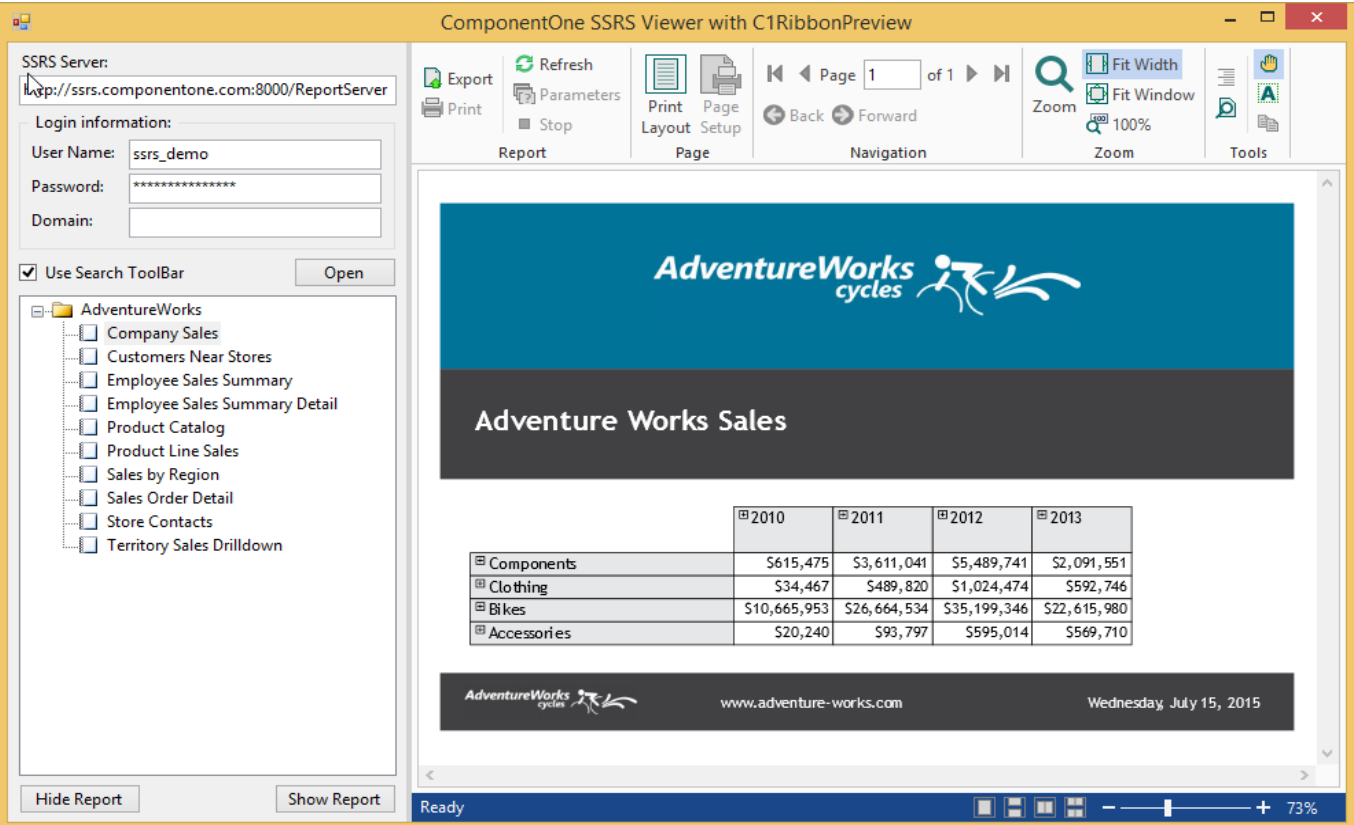 ComponentOne SSRS Viewer with C1RibbonPreview
SSRS Server:
http://ssrs.componentone.com:8000/ReportServer
Login information:
User Name: ssrs_demo
Password: ***************
Domain:
Use Search ToolBar Open
AdventureWorks
Company Sales
Customers Near Stores
Employee Sales Summary
Employee Sales Summary Detail
Product Catalog
Product Line Sales
Sales by Region
Sales Order Detail
Store Contacts
Territory Sales Drilldown
Hide Report Show Report
Export
Print
Refresh
Parameters
Stop
Report
Print Layout
Page Setup
Page
Page 1 of 1
Back Forward
Navigation
Zoom
Fit Width
Fit Window
100%
Zoom
Tools
AdventureWorks
cycles
Adventure Works Sales
2010 2011 2012 2013
Components $615,475 $3,611,041 $5,489,741 $2,091,551
Clothing $34,467 $489,820 $1,024,474 $592,746
Bikes $10,665,953 $26,664,534 $35,199,346 $22,615,980
Accessories $20,240 $93,797 $595,014 $569,710
AdventureWorks
cycles
www.adventure-works.com
Wednesday, July 15, 2015
Ready 73%